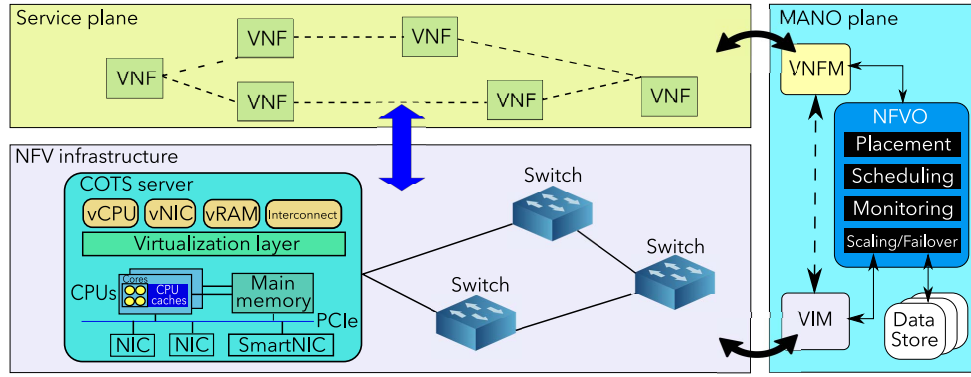 Service plane
VNF
VNF
VNF
VNF
VNF
VNF
NFV infrastructure
COTS server
vCPU
vNIC
vRAM
Interconnect
Virtualization layer
CPUs
Cores
CPU
caches
Main
memory
PCIe
NIC
NIC
SmartNIC
Switch
Switch
Switch
MANO plane
VNFM
NFVO
Placement
Scheduling
Monitoring
Scaling/Failover
VIM
Data
Store